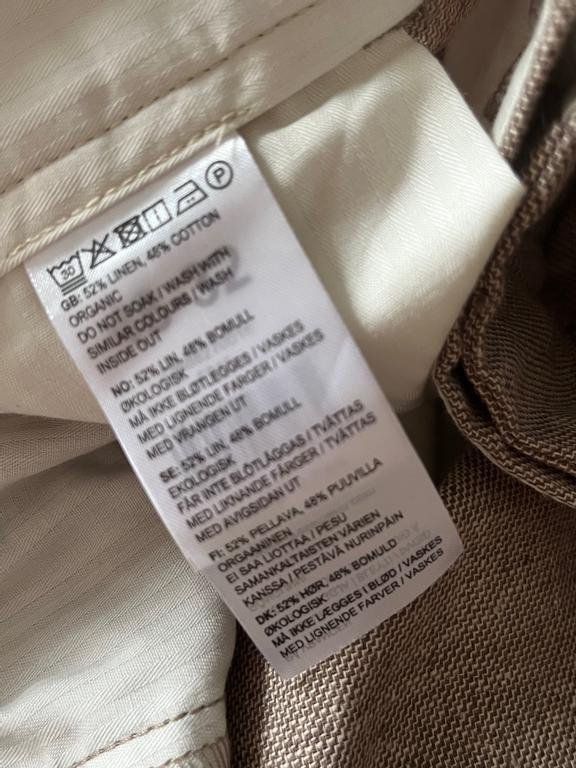 30 P
GB: 52% LINEN, 48% COTTON
ORGANIC
DO NOT SOAK / WASH WITH
SIMILAR COLOURS / WASH
INSIDE OUT
NO: 52% LIN, 48% BOMULL
ØKOLOGISK
MÅ IKKE BLØTLEGGES / VASKES
MED LIGNENDE FARGER / VASKES
MED VRANGEN UT
SE: 52% LIN, 48% BOMULL
EKOLOGISK
FÅR INTE BLÖTLÄGGAS / TVÄTTAS
MED LIKNANDE FÄRGER / TVÄTTAS
MED AVIGSIDAN UT
FI: 52% PELLAVA, 48% PUUVILLA
ORGAANINEN
EI SAA LIOTTAA / PESU
SAMANKALTAISTEN VÄRIEN
KANSSA / PESTÄVÄ NURINPÄIN
DK: 52% HØR, 48% BOMULD
ØKOLOGISK
MÅ IKKE LÆGGES I BLØD / VASKES
MED LIGNENDE FARVER / VASKES